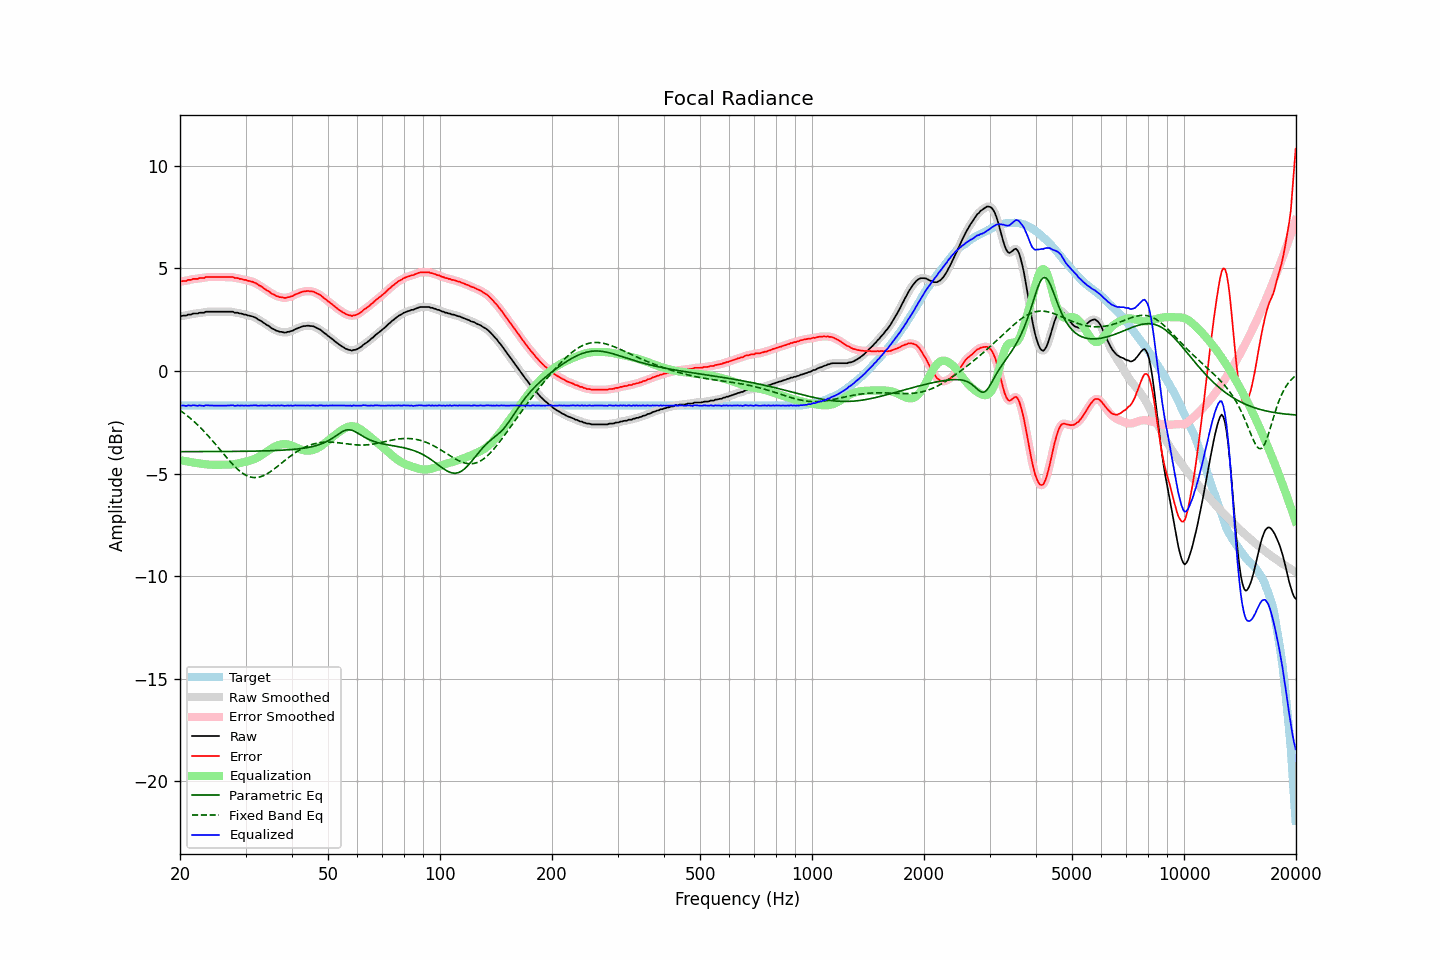 Focal Radiance
10
5
0
−5
−10
−15
−20
Amplitude (dBr)
Target
Raw Smoothed
Error Smoothed
Raw
Error
Equalization
Parametric Eq
Fixed Band Eq
Equalized
20 50 100 200 500 1000 2000 5000 10000 20000
Frequency (Hz)